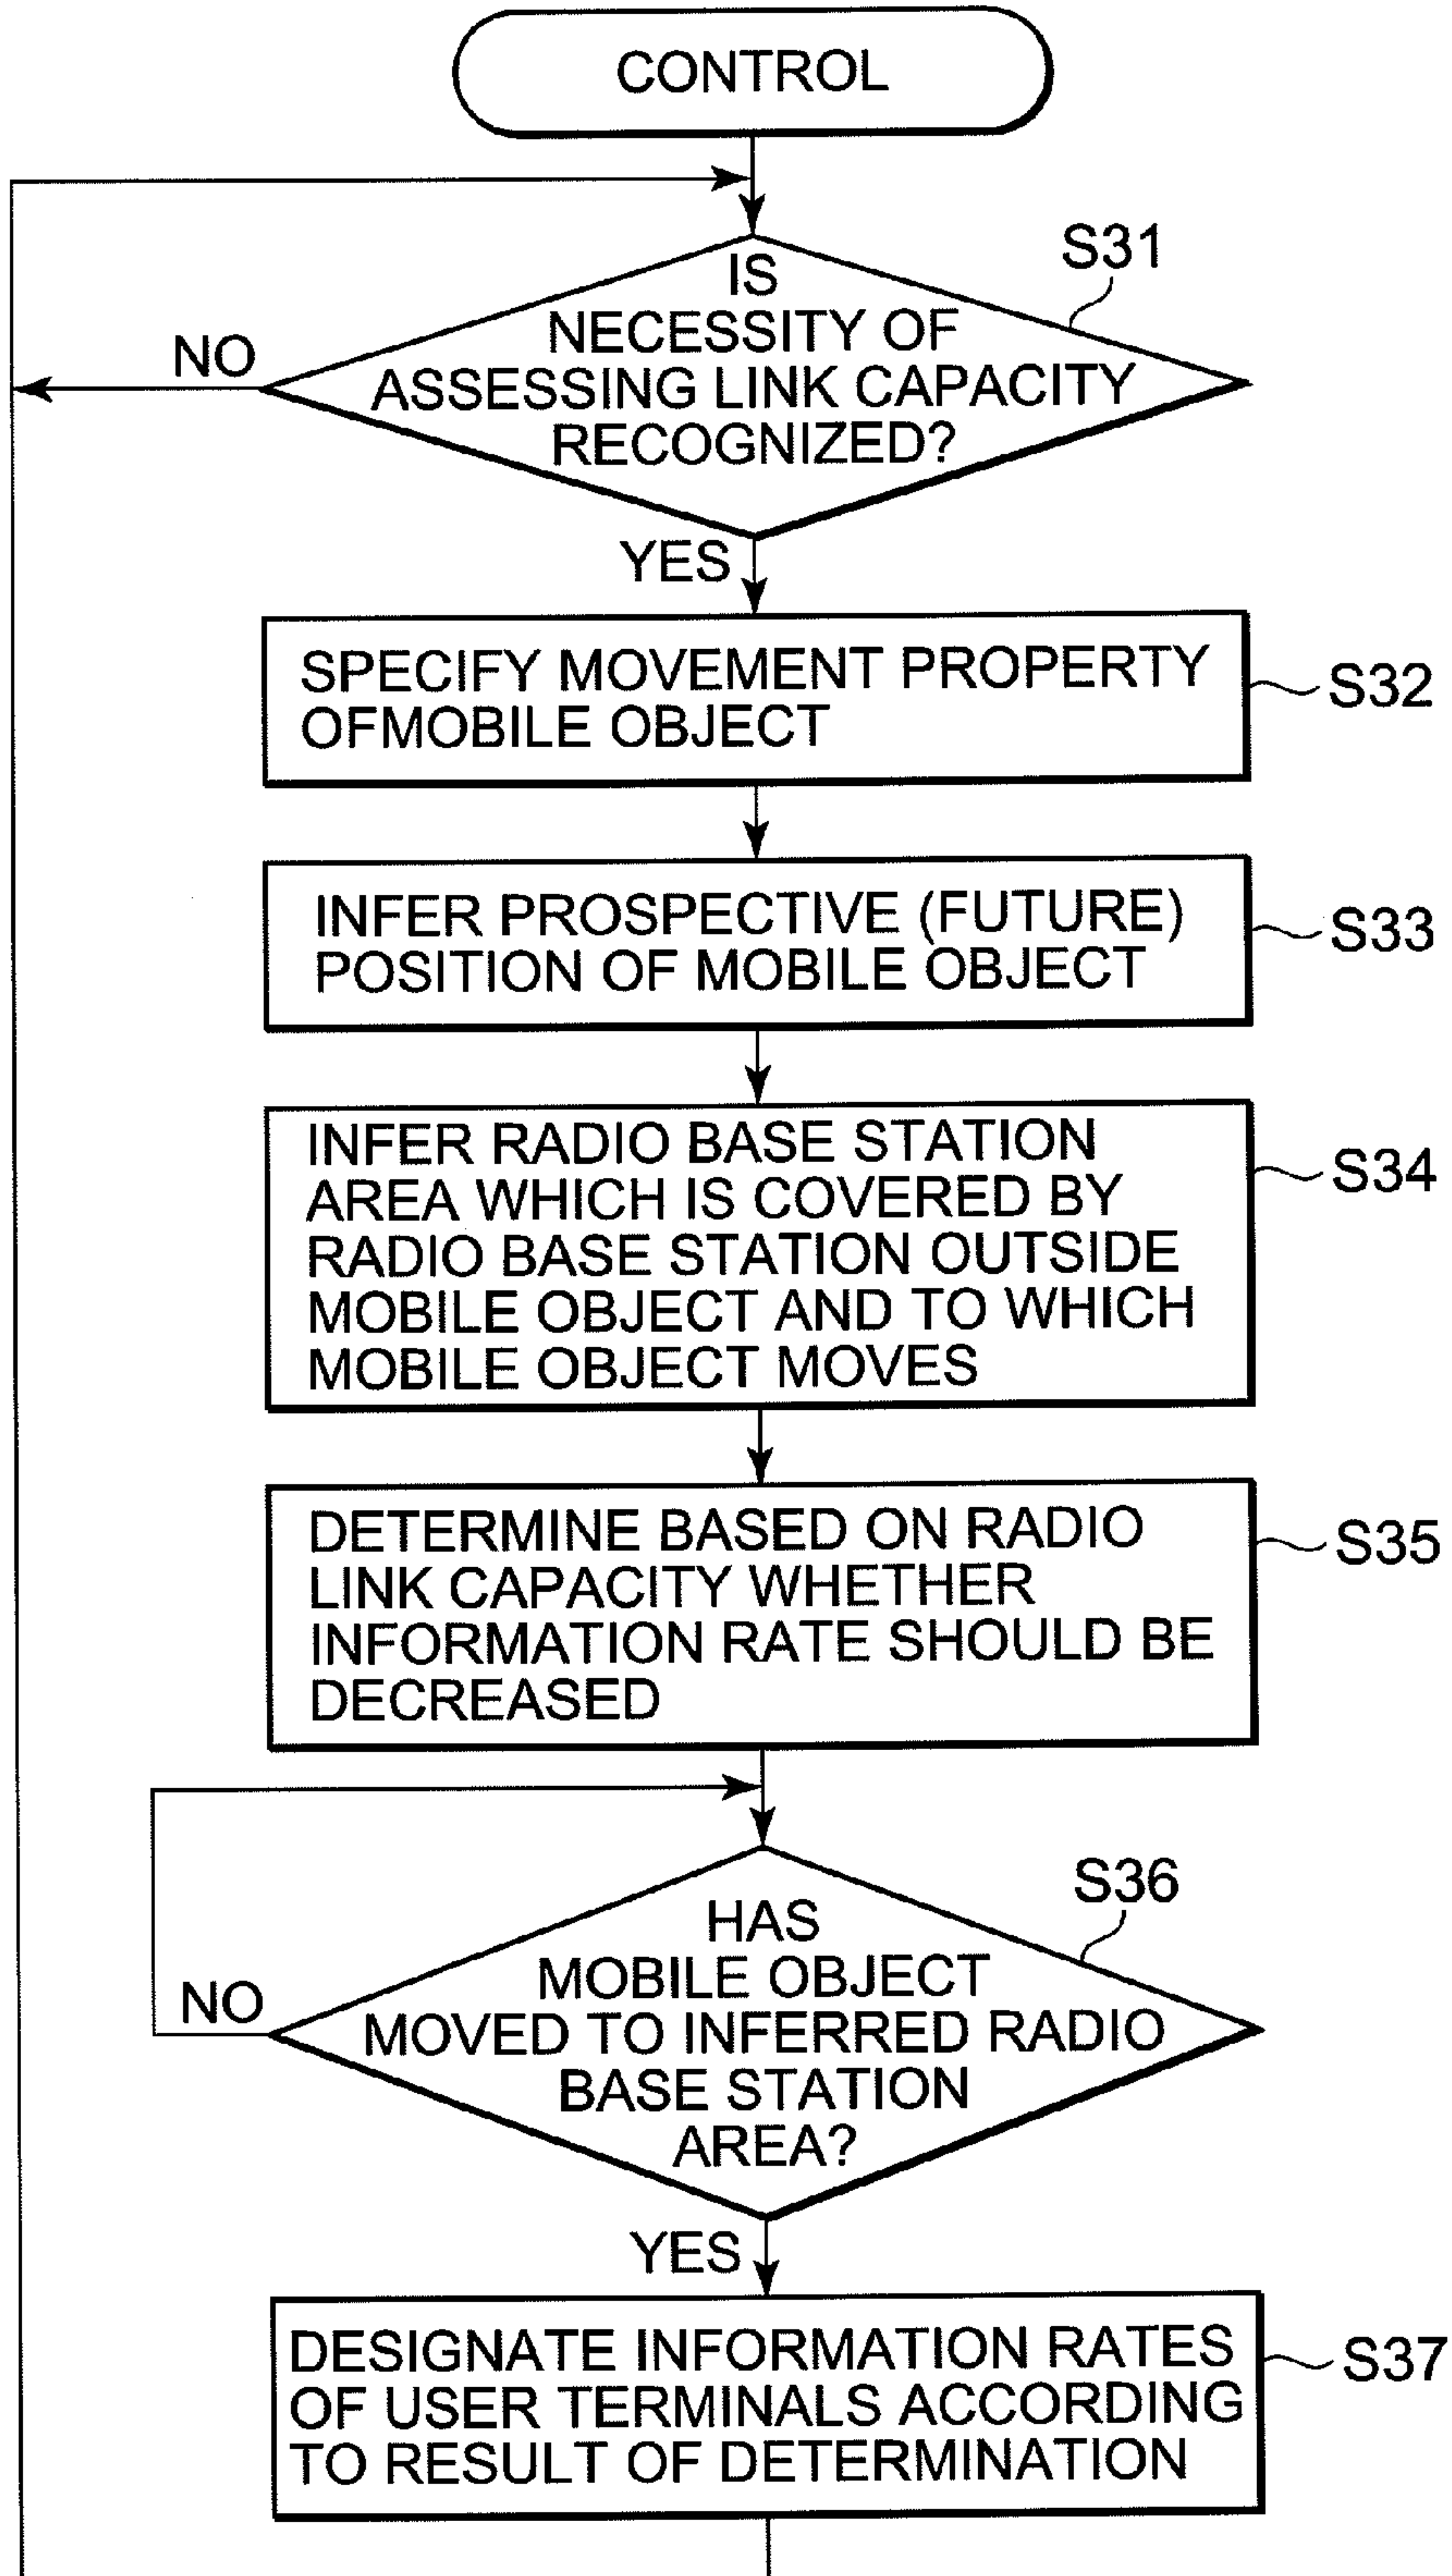 CONTROL
IS
NECESSITY OF
ASSESSING LINK CAPACITY
RECOGNIZED?
S31
NO
YES
SPECIFY MOVEMENT PROPERTY
OFMOBILE OBJECT
S32
INFER PROSPECTIVE (FUTURE)
POSITION OF MOBILE OBJECT
S33
INFER RADIO BASE STATION
AREA WHICH IS COVERED BY
RADIO BASE STATION OUTSIDE
MOBILE OBJECT AND TO WHICH
MOBILE OBJECT MOVES
S34
DETERMINE BASED ON RADIO
LINK CAPACITY WHETHER
INFORMATION RATE SHOULD BE
DECREASED
S35
HAS
MOBILE OBJECT
MOVED TO INFERRED RADIO
BASE STATION
AREA?
S36
NO
YES
DESIGNATE INFORMATION RATES
OF USER TERMINALS ACCORDING
TO RESULT OF DETERMINATION
S37